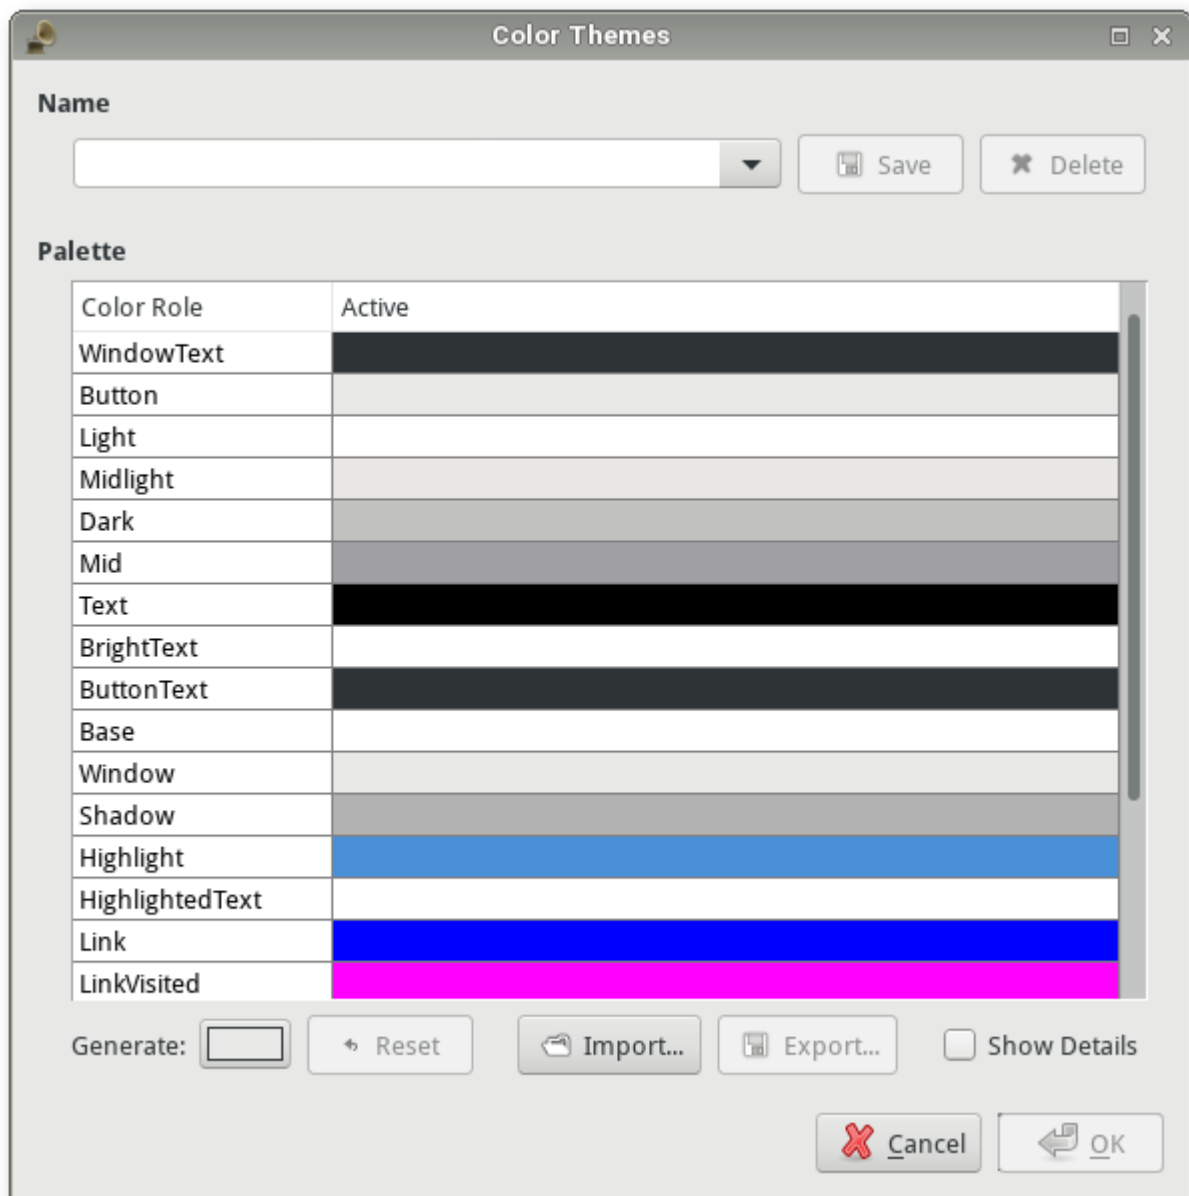 Color Themes
Name
Save
Delete
Palette
Color Role Active
WindowText
Button
Light
Midlight
Dark
Mid
Text
BrightText
ButtonText
Base
Window
Shadow
Highlight
HighlightedText
Link
LinkVisited
Generate: Reset Import... Export... Show Details
Cancel OK